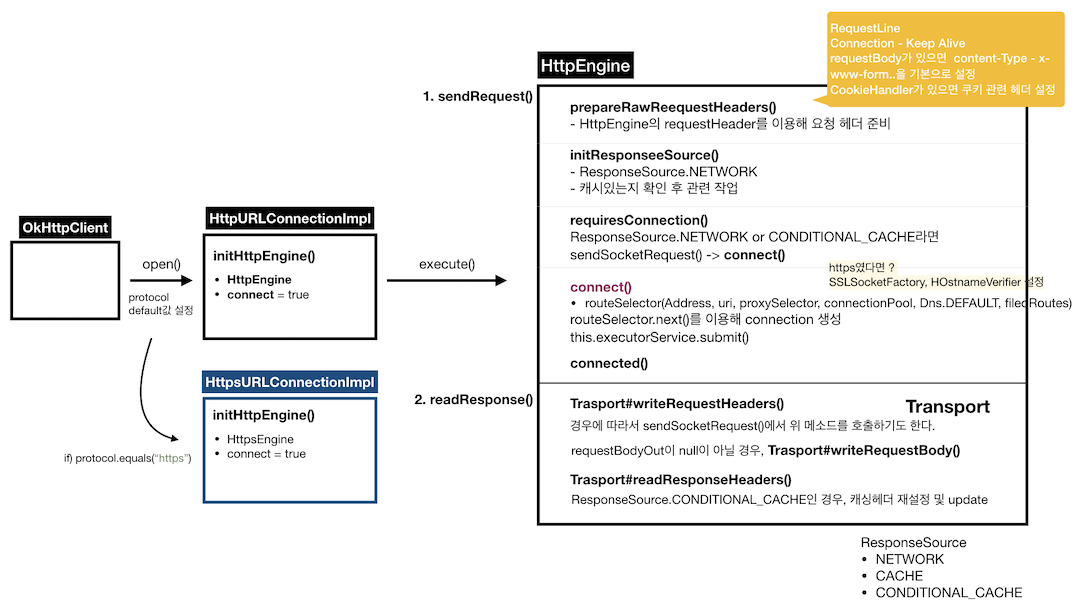 RequestLine
Connection - Keep Alive
requestBody가 있으면 content-Type - x-
www-form..을 기본으로 설정
CookieHandler가 있으면 쿠키 관련 헤더 설정
HttpEngine
1. sendRequest()
prepareRawReequestHeaders()
- HttpEngine의 requestHeader를 이용해 요청 헤더 준비
initResponseeSource()
- ResponseSource.NETWORK
- 캐시있는지 확인 후 관련 작업
requiresConnection()
ResponseSource.NETWORK or CONDITIONAL_CACHE라면
sendSocketRequest() -> connect()
https였다면 ?
SSLSocketFactory, HOstnameVerifier 설정
connect()
• routeSelector(Address, uri, proxySelector, connectionPool, Dns.DEFAULT, filedRoutes)
routeSelector.next()를 이용해 connection 생성
this.executorService.submit()
connected()
OkHttpClient
open()
protocol
default값 설정
HttpURLConnectionImpl
initHttpEngine()
• HttpEngine
• connect = true
execute()
HttpsURLConnectionImpl
initHttpEngine()
• HttpsEngine
• connect = true
if) protocol.equals("https")
2. readResponse()
Trasport#writeRequestHeaders()
Transport
경우에 따라서 sendSocketRequest()에서 위 메소드를 호출하기도 한다.
requestBodyOut이 null이 아닐 경우, Trasport#writeRequestBody()
Trasport#readResponseHeaders()
ResponseSource.CONDITIONAL_CACHE인 경우, 캐싱헤더 재설정 및 update
ResponseSource
• NETWORK
• CACHE
• CONDITIONAL_CACHE